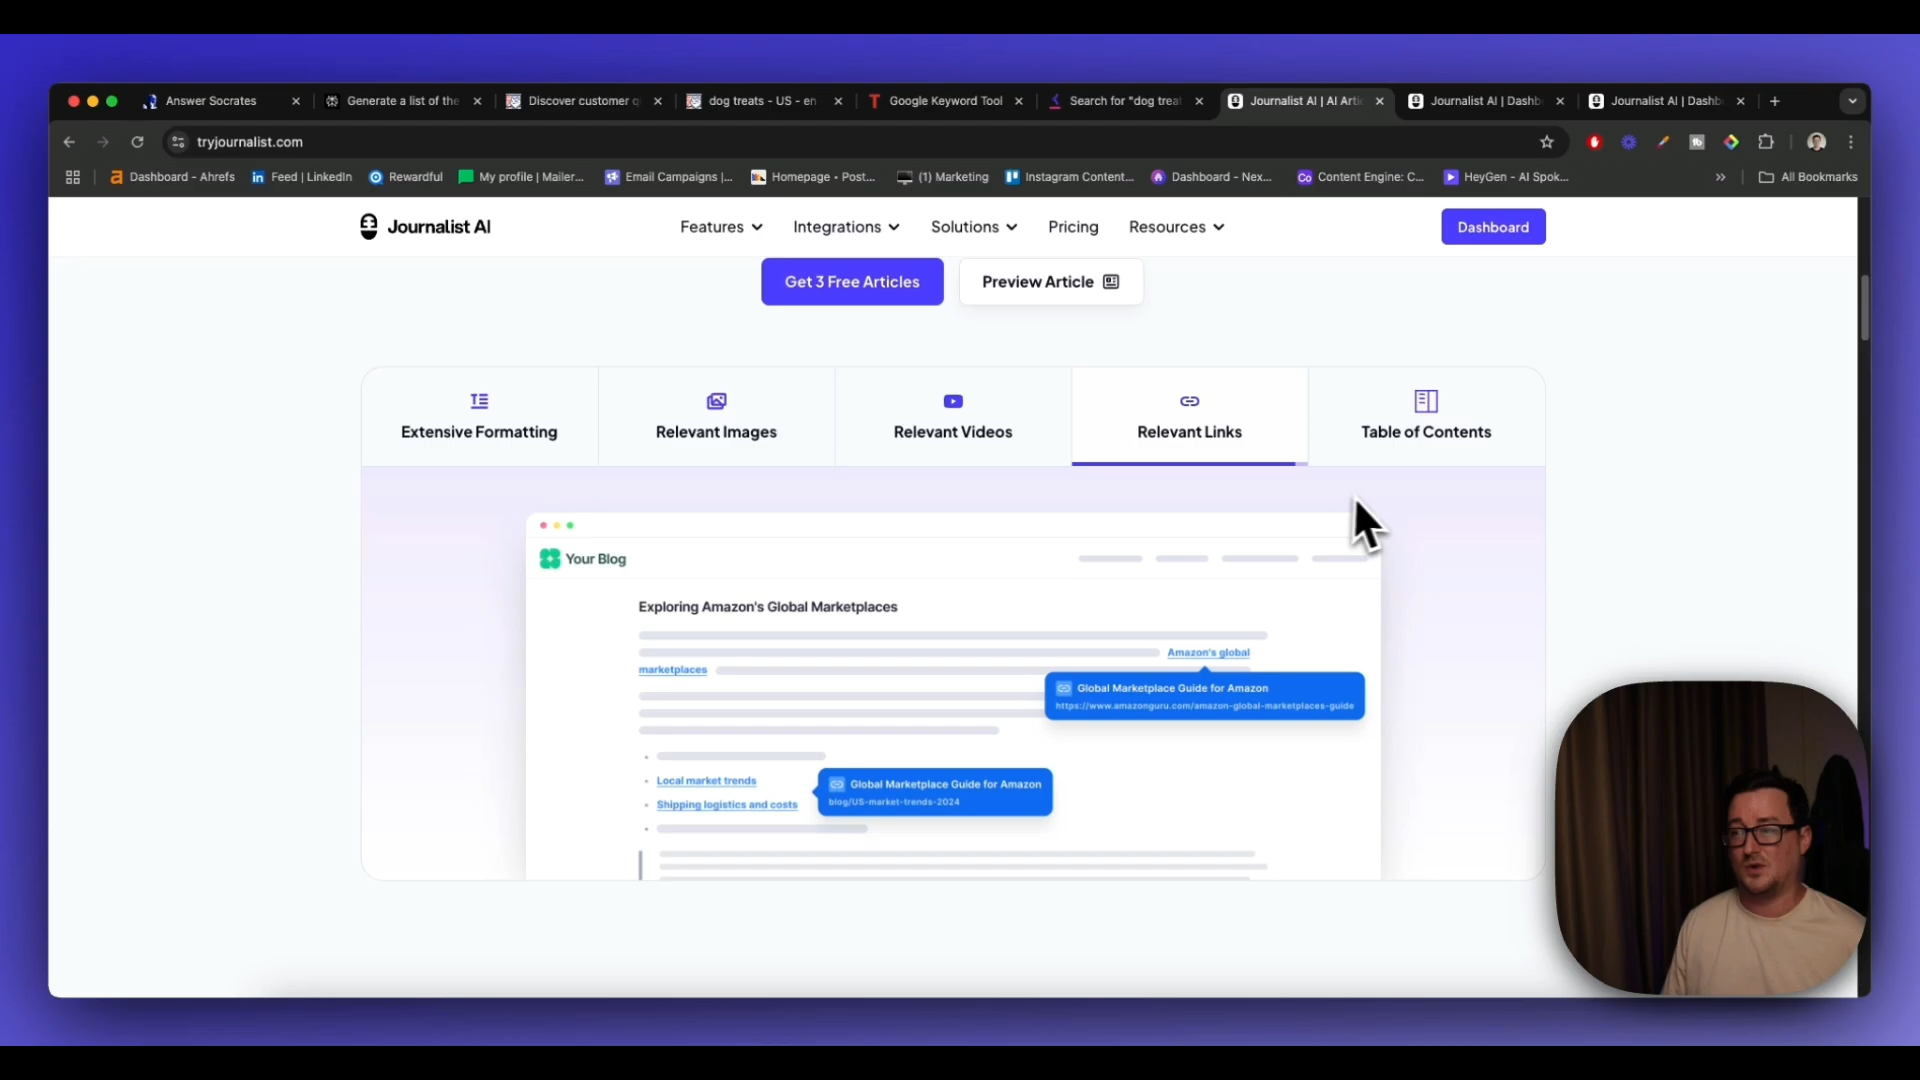 Answer Socrates
Generate a list of the
Discover customer q
dog treats - US - en
Google Keyword Tool
Search for "dog trea
Journalist AI | AI Arti
Journalist AI | Dashb
Journalist AI | Dashb
tryjournalist.com
Dashboard - Ahrefs
Feed | LinkedIn
Rewardful
My profile | Mailer...
Email Campaigns |...
Homepage • Post...
(1) Marketing
Instagram Content...
Dashboard - Nex...
Content Engine: C...
HeyGen - AI Spok...
All Bookmarks
Journalist AI
Features
Integrations
Solutions
Pricing
Resources
Dashboard
Get 3 Free Articles
Preview Article
Extensive Formatting
Relevant Images
Relevant Videos
Relevant Links
Table of Contents
Your Blog
Exploring Amazon's Global Marketplaces
Amazon's global
marketplaces
Global Marketplace Guide for Amazon
https://www.amazonguru.com/amazon-global-marketplaces-guide
Local market trends
Shipping logistics and costs
Global Marketplace Guide for Amazon
blog/US-market-trends-2024